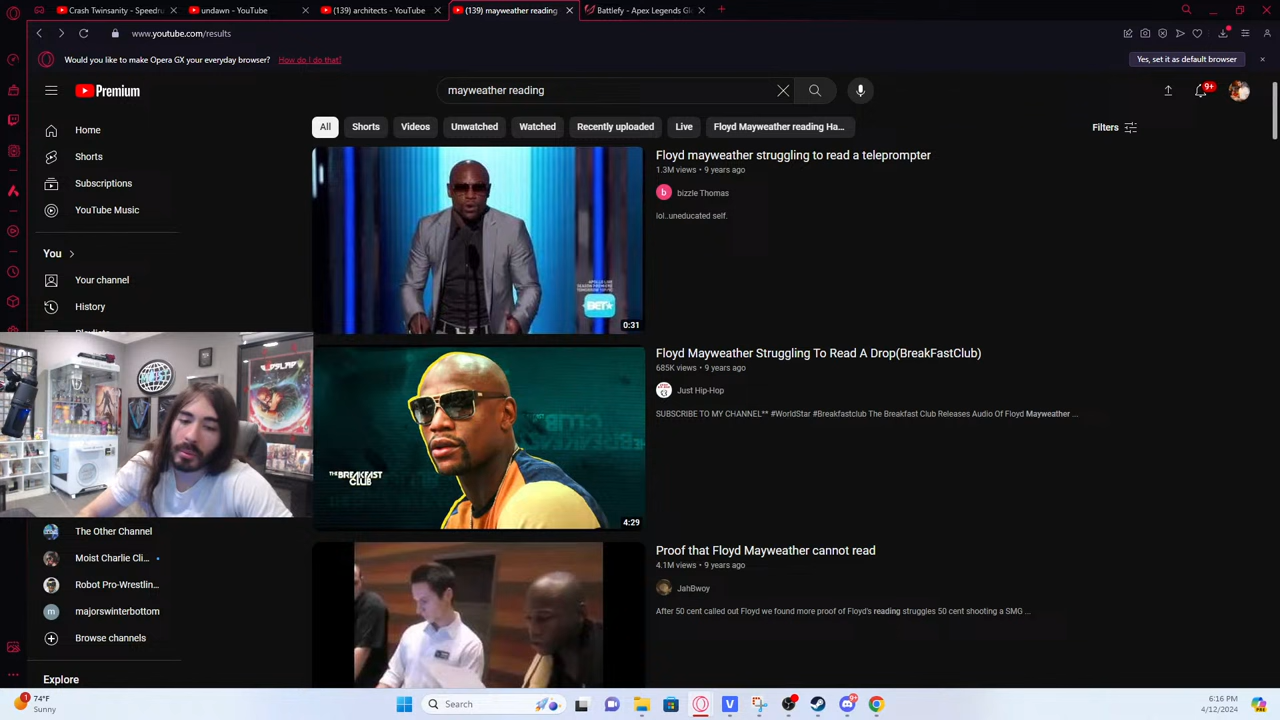 Crash Twinsanity - Speedru
undawn - YouTube
(139) architects - YouTube
(139) mayweather reading
Battlefy - Apex Legends Gl
www.youtube.com/results
Would you like to make Opera GX your everyday browser?
How do I do that?
Yes, set it as default browser
Premium
mayweather reading
9+
All
Shorts
Videos
Unwatched
Watched
Recently uploaded
Live
Floyd Mayweather reading Ha...
Filters
Home
Shorts
Subscriptions
YouTube Music
You
Your channel
History
The Other Channel
Moist Charlie Cli...
Robot Pro-Wrestlin...
majorswinterbottom
Browse channels
Explore
Floyd mayweather struggling to read a teleprompter
1.3M views • 9 years ago
bizzle Thomas
lol..uneducated self.
BET
0:31
Floyd Mayweather Struggling To Read A Drop(BreakFastClub)
685K views • 9 years ago
Just Hip-Hop
SUBSCRIBE TO MY CHANNEL** #WorldStar #Breakfastclub The Breakfast Club Releases Audio Of Floyd Mayweather ...
THE BREAKFAST
CLUB
4:29
Proof that Floyd Mayweather cannot read
4.1M views • 9 years ago
JahBwoy
After 50 cent called out Floyd we found more proof of Floyd's reading struggles 50 cent shooting a SMG ...
1
74°F
Sunny
Search
9+
6:16 PM
4/12/2024